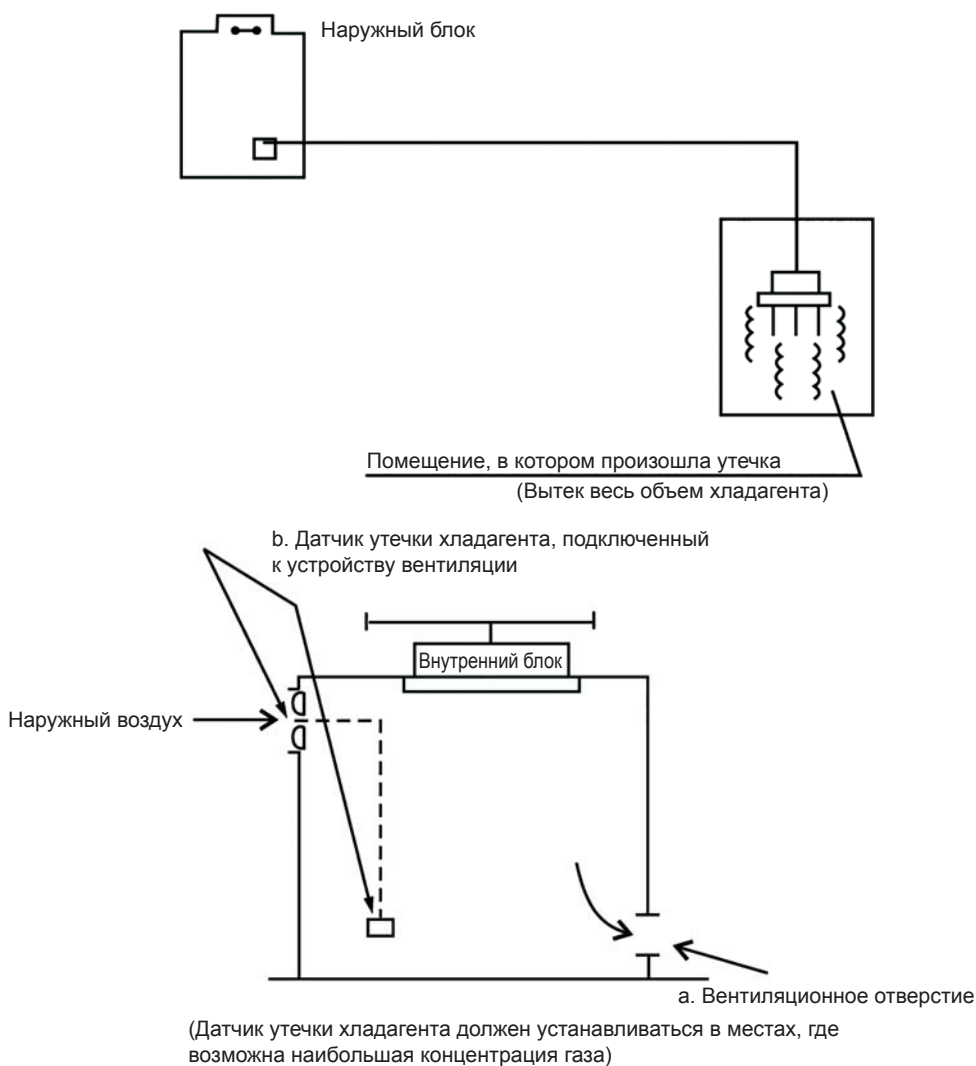 Наружный блок
Помещение, в котором произошла утечка
(Вытек весь объем хладагента)
b. Датчик утечки хладагента, подключенный
к устройству вентиляции
Внутренний блок
Наружный воздух
a. Вентиляционное отверстие
(Датчик утечки хладагента должен устанавливаться в местах, где
возможна наибольшая концентрация газа)